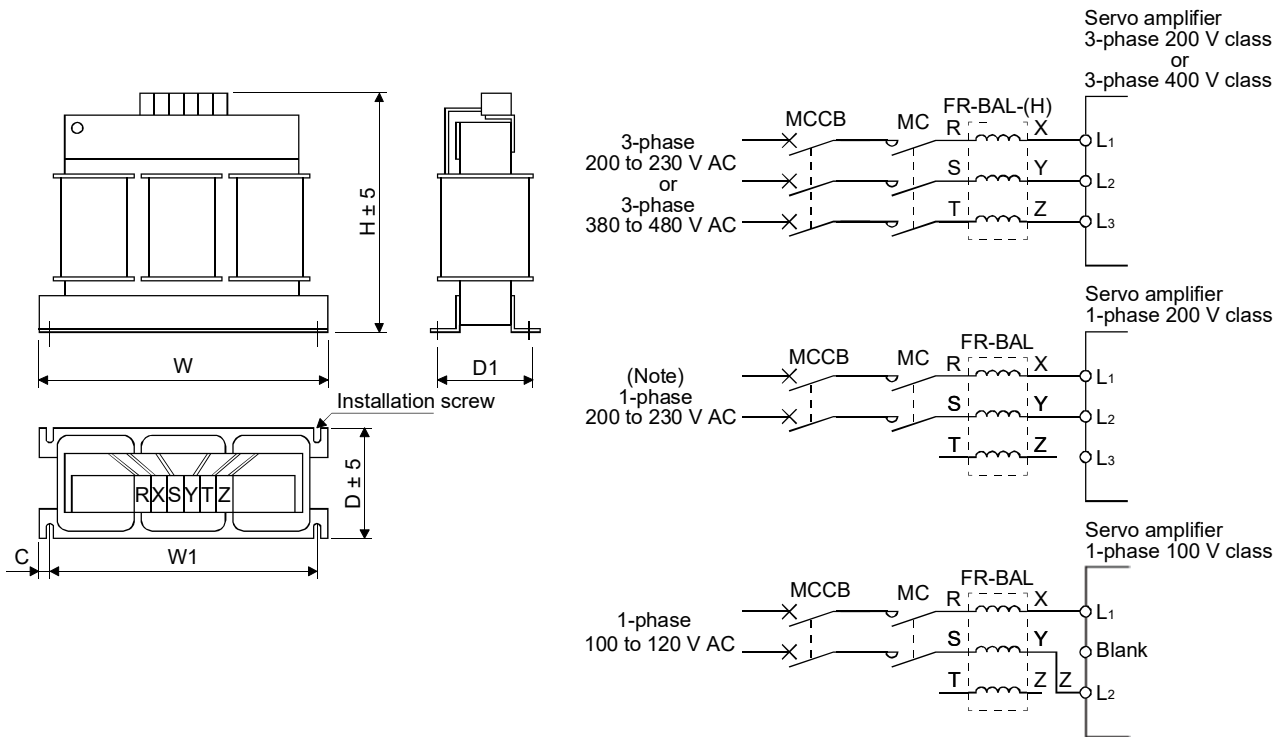 H ± 5
W
D1
Installation screw
RXSYTZ
D ± 5
C
W1
Servo amplifier
3-phase 200 V class
or
3-phase 400 V class
FR-BAL-(H)
MCCB
MC
R
X
L1
3-phase
200 to 230 V AC
or
3-phase
380 to 480 V AC
S
Y
L2
T
Z
L3
Servo amplifier
1-phase 200 V class
FR-BAL
MCCB
MC
R
X
L1
(Note)
1-phase
200 to 230 V AC
S
Y
L2
T
Z
L3
Servo amplifier
1-phase 100 V class
FR-BAL
MCCB
MC
R
X
L1
1-phase
100 to 120 V AC
S
Y
Blank
T
Z
Z
L2